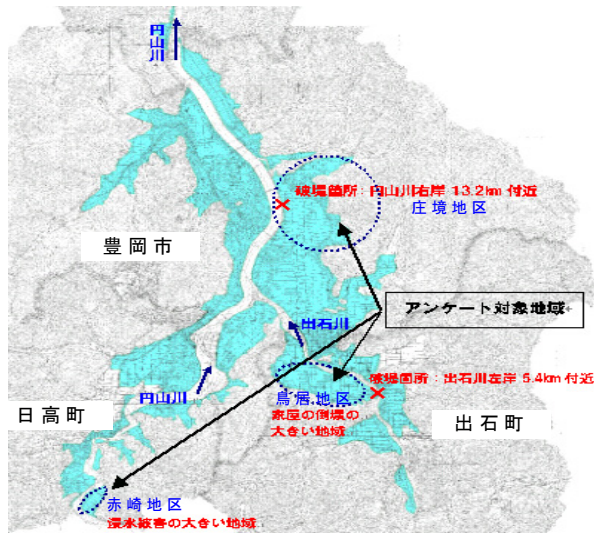 円山川
破堤箇所：円山川右岸 13.2km 付近
庄境地区
豊岡市
アンケート対象地域
出石川
破堤箇所：出石川左岸 5.4km 付近
円山川
鳥居地区
家屋の倒壊の
大きい地域
日高町
出石町
赤崎地区
浸水被害の大きい地域